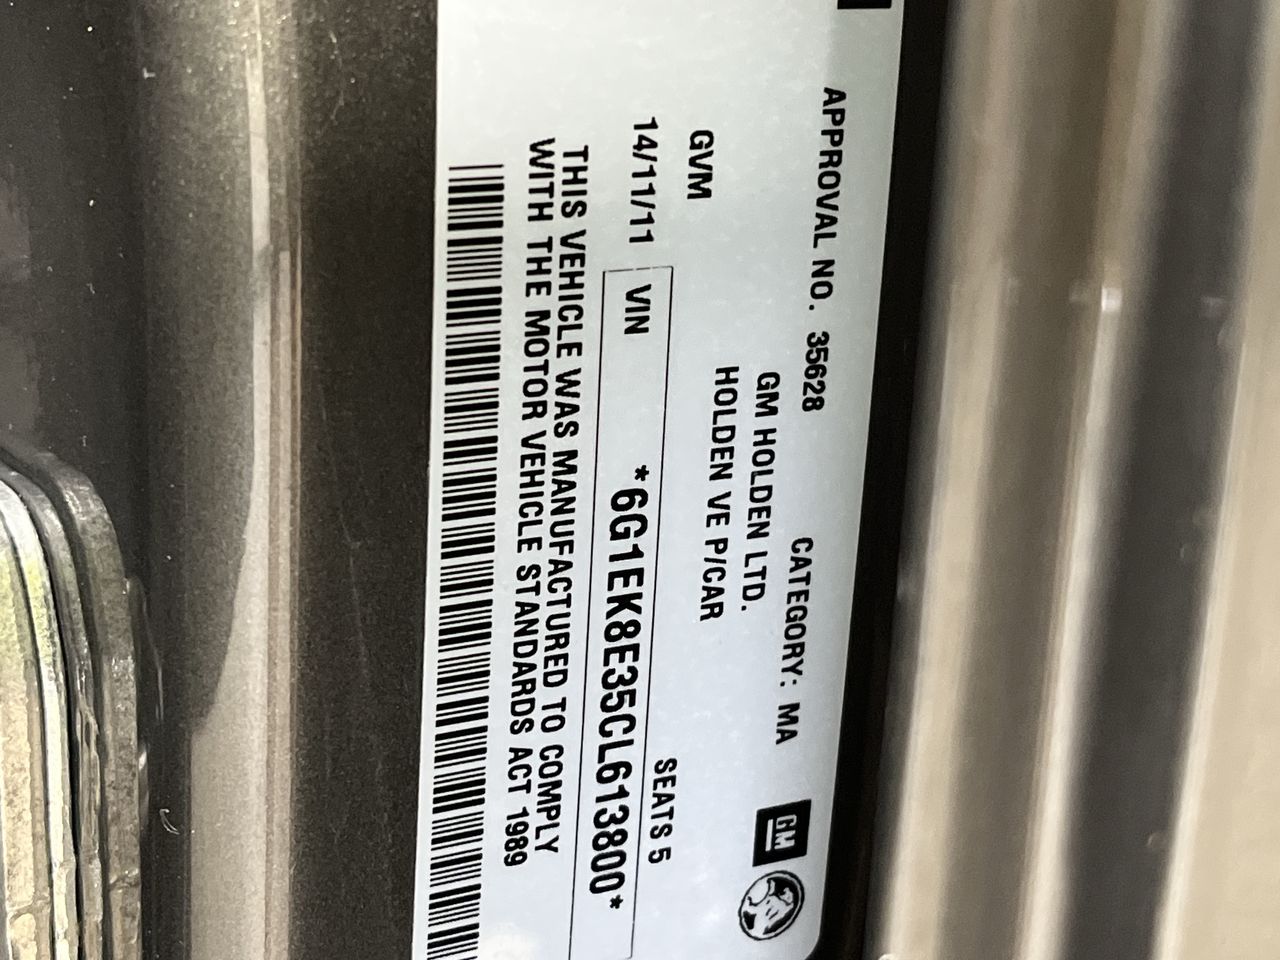 APPROVAL NO. 35628 CATEGORY: MA
GM
GM HOLDEN LTD.
HOLDEN VE P/CAR
GVM
SEATS 5
14/11/11 VIN *6G1EK8E35CL613800*
THIS VEHICLE WAS MANUFACTURED TO COMPLY
WITH THE MOTOR VEHICLE STANDARDS ACT 1989